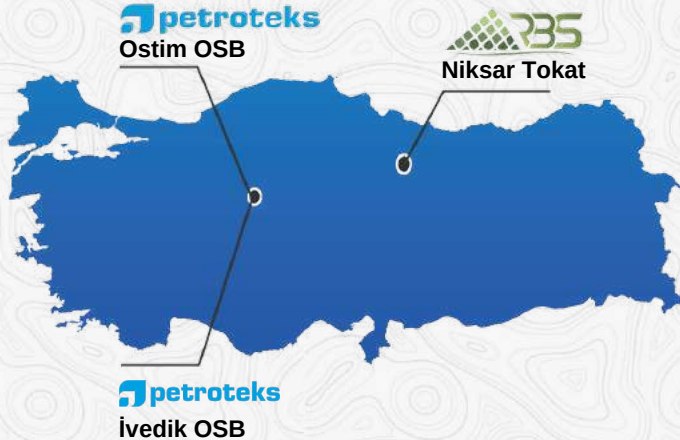 petroteks
Ostim OSB
RBS
Niksar Tokat
petroteks
İvedik OSB